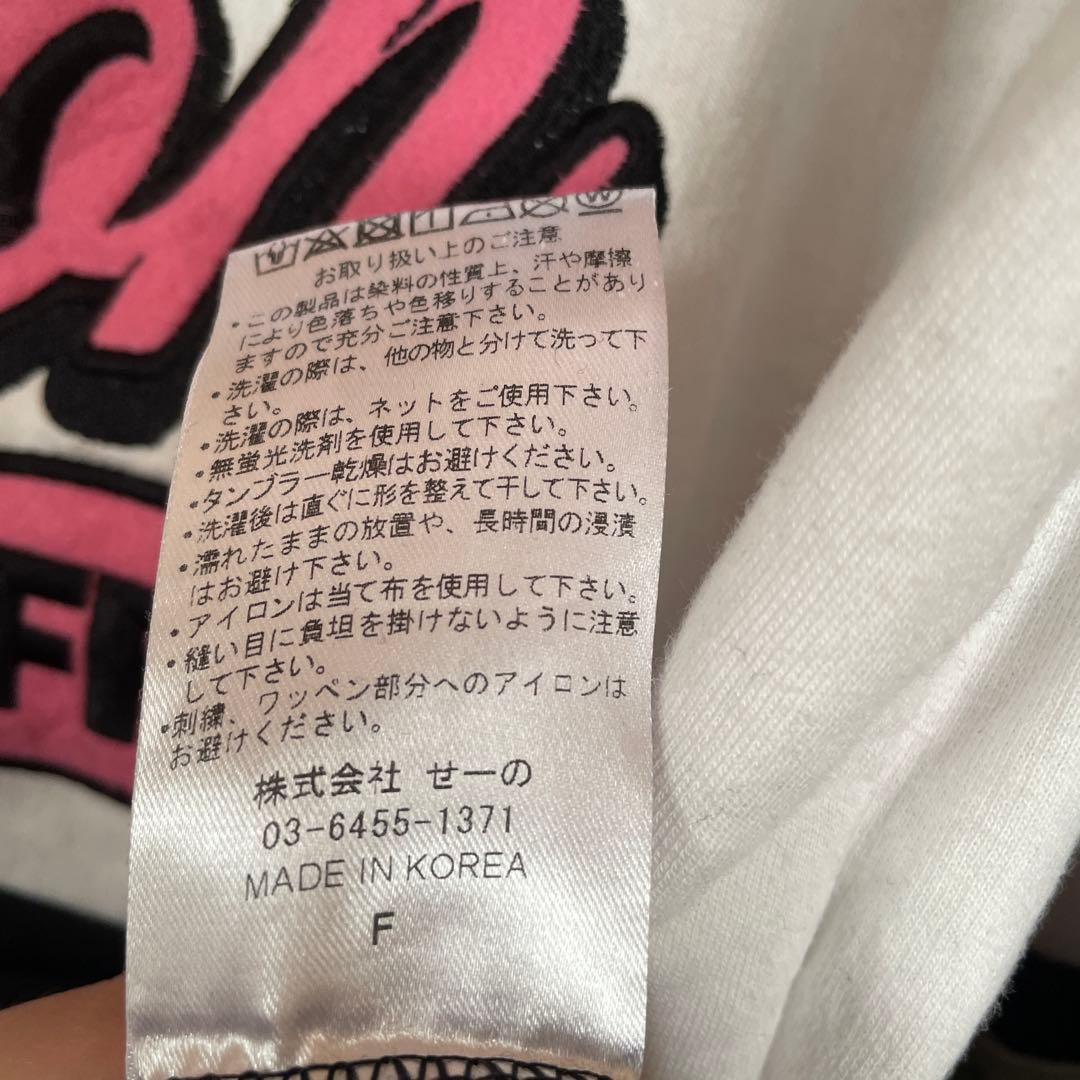 お取り扱い上のご注意
・この製品は染料の性質上、汗や摩擦
により色落ちや色移りすることがあり
ますので充分ご注意下さい。
・洗濯の際は、他の物と分けて洗って下
さい。
・洗濯の際は、ネットをご使用下さい。
・無蛍光洗剤を使用して下さい。
・タンブラー乾燥はお避けください。
・洗濯後は直ぐに形を整えて干して下さい。
・濡れたままの放置や、長時間の浸漬
はお避け下さい。
・アイロンは当て布を使用して下さい。
・縫い目に負坦を掛けないように注意
して下さい。
・刺繍、ワッペン部分へのアイロンは
お避けください。
株式会社 せーの
03-6455-1371
MADE IN KOREA
F